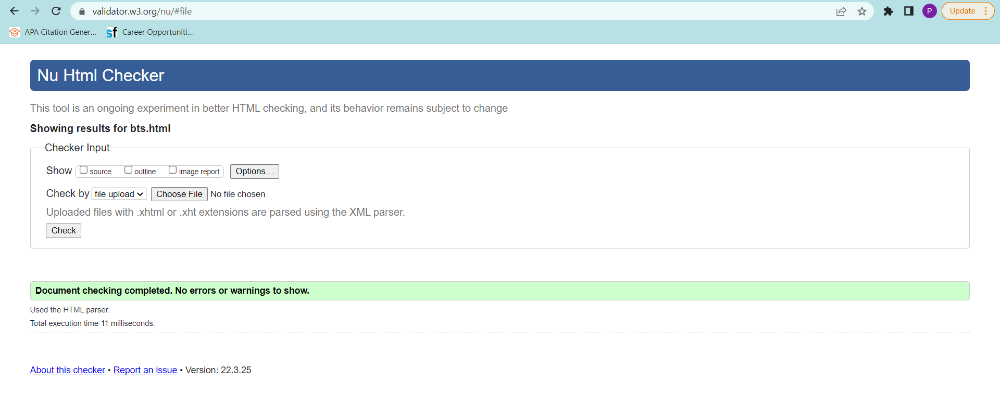 validator.w3.org/nu/#file
P
Update
APA Citation Gener...
sf Career Opportuniti...
Nu Html Checker
This tool is an ongoing experiment in better HTML checking, and its behavior remains subject to change
Showing results for bts.html
Checker Input
Show source outline image report Options...
Check by file upload Choose File No file chosen
Uploaded files with .xhtml or .xht extensions are parsed using the XML parser.
Check
Document checking completed. No errors or warnings to show.
Used the HTML parser.
Total execution time 11 milliseconds.
About this checker • Report an issue • Version: 22.3.25